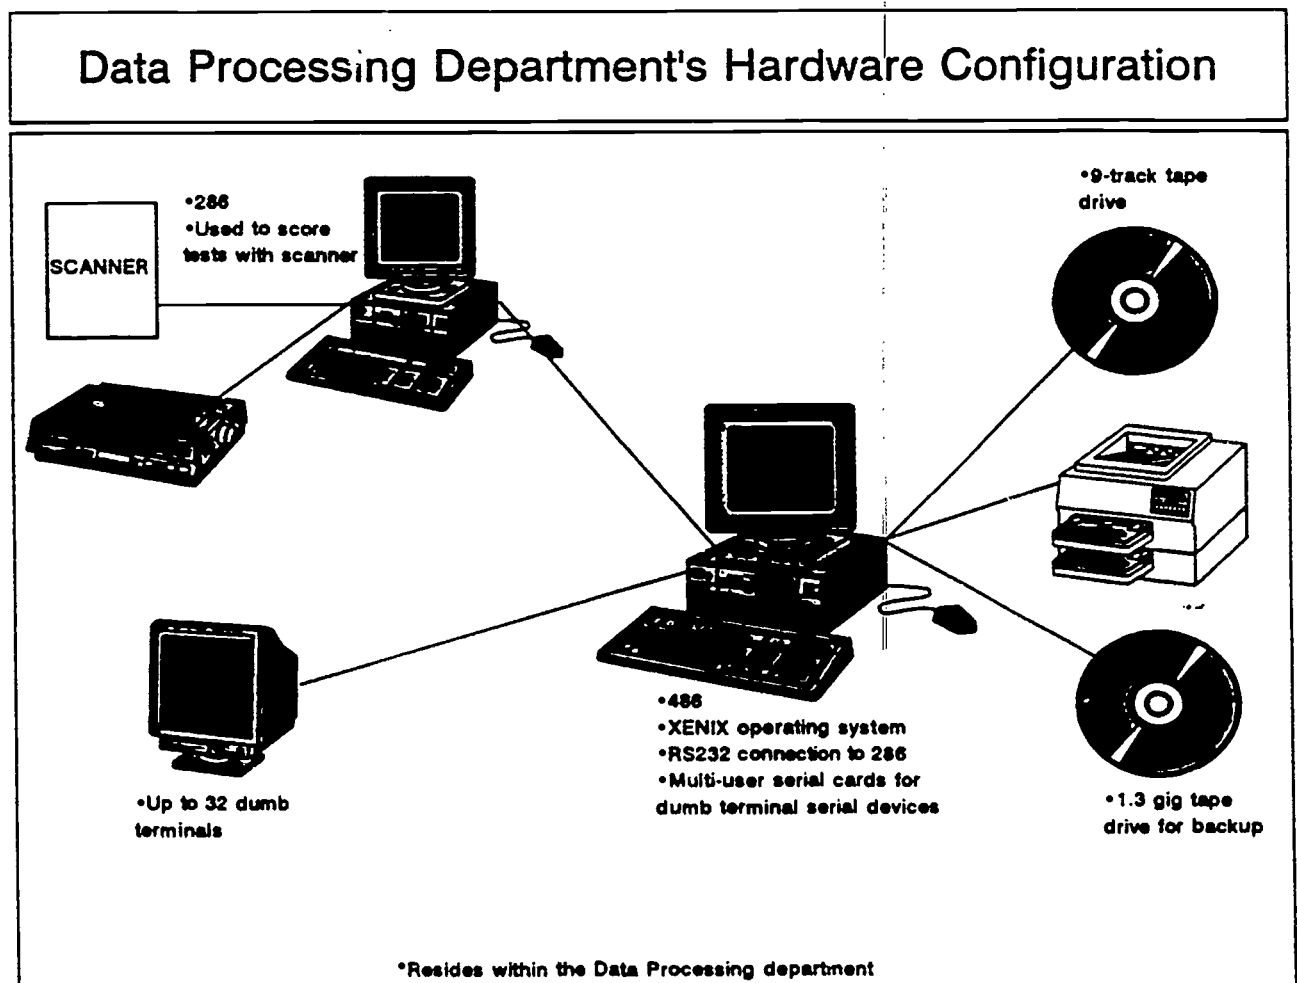 Data Processing Department's Hardware Configuration
SCANNER
•286
•Used to score
tests with scanner
•9-track tape
drive
•Up to 32 dumb
terminals
•486
•XENIX operating system
•RS232 connection to 286
•Multi-user serial cards for
dumb terminal serial devices
•1.3 gig tape
drive for backup
*Resides within the Data Processing department